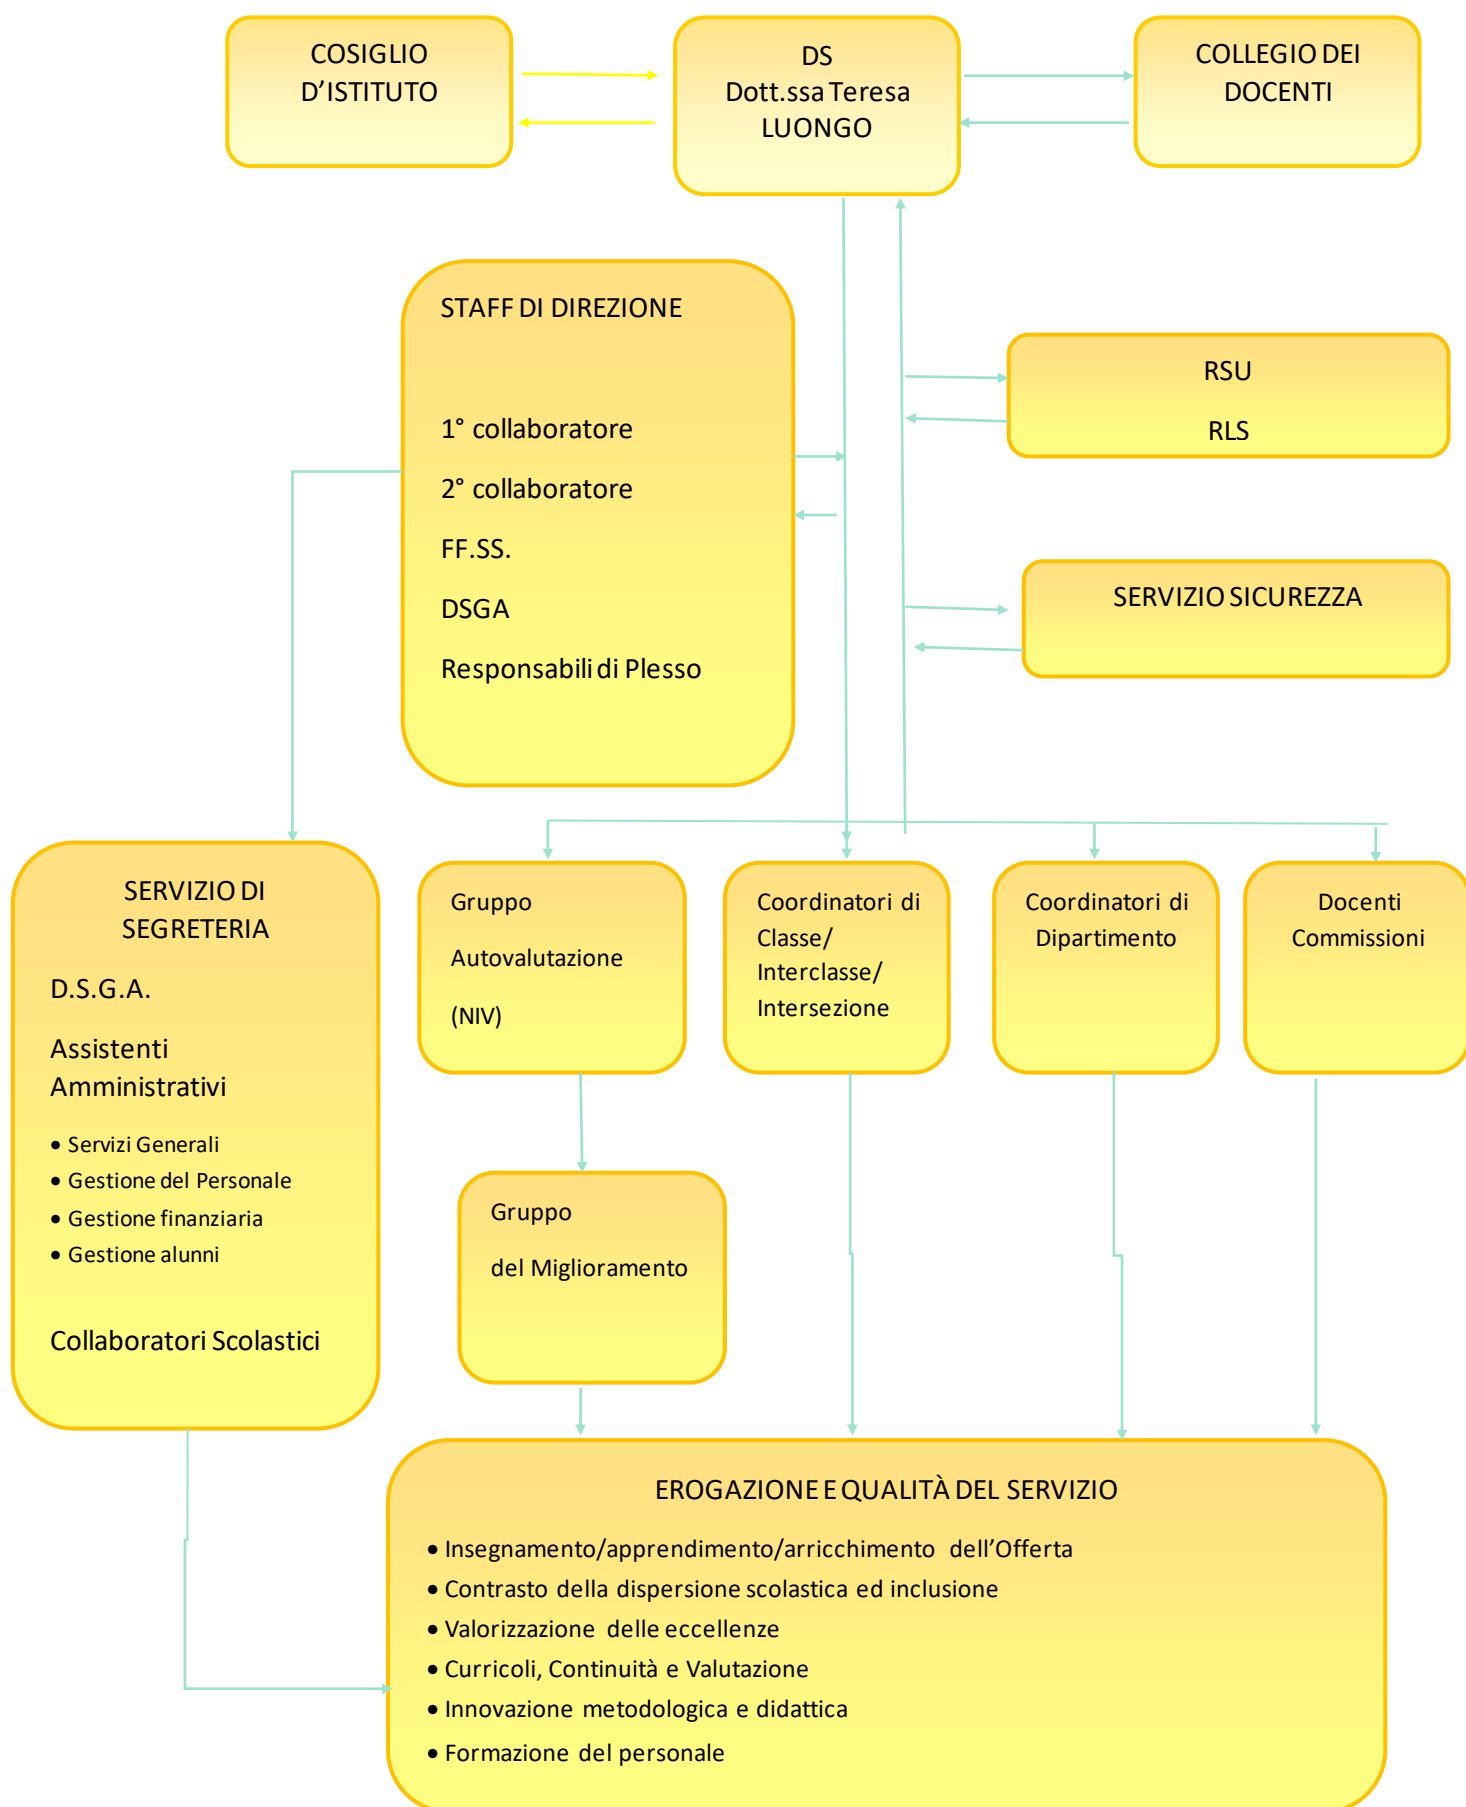 COSIGLIO
D’ISTITUTO
DS
Dott.ssa Teresa
LUONGO
COLLEGIO DEI
DOCENTI
STAFF DI DIREZIONE
1° collaboratore
2° collaboratore
FF.SS.
DSGA
Responsabili di Plesso
RSU
RLS
SERVIZIO SICUREZZA
SERVIZIO DI
SEGRETERIA
D.S.G.A.
Assistenti
Amministrativi
• Servizi Generali
• Gestione del Personale
• Gestione finanziaria
• Gestione alunni
Collaboratori Scolastici
Gruppo
Autovalutazione
(NIV)
Coordinatori di
Classe/
Interclasse/
Intersezione
Coordinatori di
Dipartimento
Docenti
Commissioni
Gruppo
del Miglioramento
EROGAZIONE E QUALITÀ DEL SERVIZIO
• Insegnamento/apprendimento/arricchimento dell’Offerta
• Contrasto della dispersione scolastica ed inclusione
• Valorizzazione delle eccellenze
• Curricoli, Continuità e Valutazione
• Innovazione metodologica e didattica
• Formazione del personale